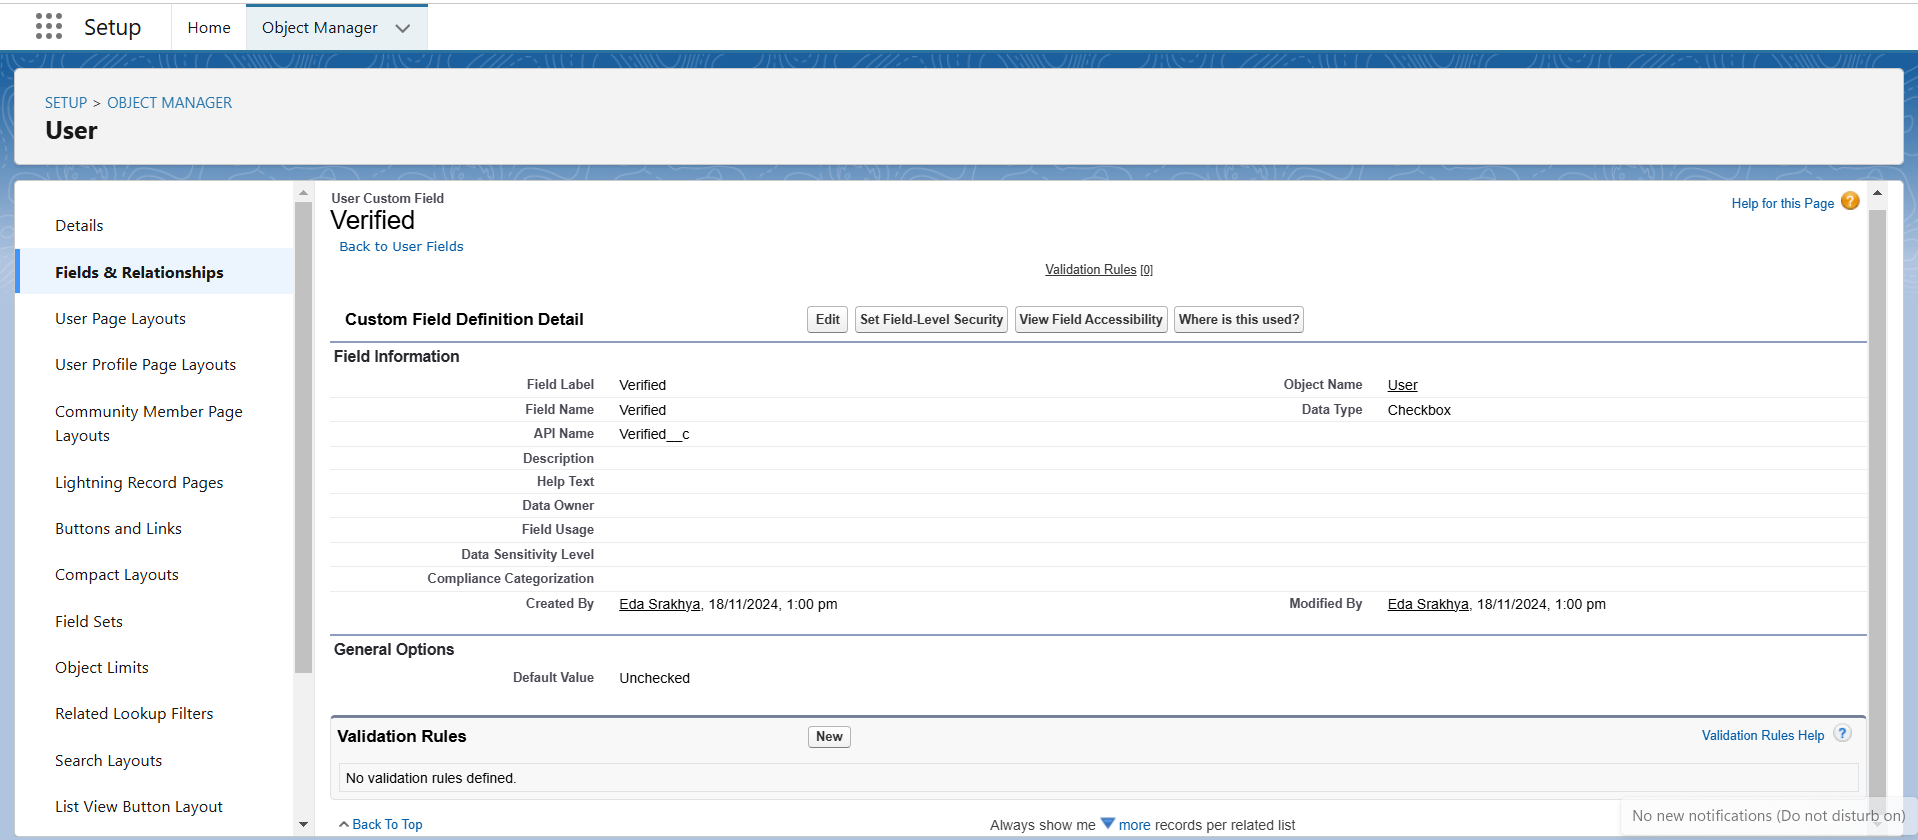 Setup
Home
Object Manager
SETUP > OBJECT MANAGER
User
Details
Fields & Relationships
User Page Layouts
User Profile Page Layouts
Community Member Page
Layouts
Lightning Record Pages
Buttons and Links
Compact Layouts
Field Sets
Object Limits
Related Lookup Filters
Search Layouts
List View Button Layout
User Custom Field
Verified
Back to User Fields
Help for this Page ?
Validation Rules [0]
Custom Field Definition Detail
Edit
Set Field-Level Security
View Field Accessibility
Where is this used?
Field Information
Field Label Verified
Object Name User
Field Name Verified
Data Type Checkbox
API Name Verified__c
Description
Help Text
Data Owner
Field Usage
Data Sensitivity Level
Compliance Categorization
Created By Eda Srakhya, 18/11/2024, 1:00 pm
Modified By Eda Srakhya, 18/11/2024, 1:00 pm
General Options
Default Value Unchecked
Validation Rules
New
Validation Rules Help ?
No validation rules defined.
Back To Top
Always show me more records per related list
No new notifications (Do not disturb on)